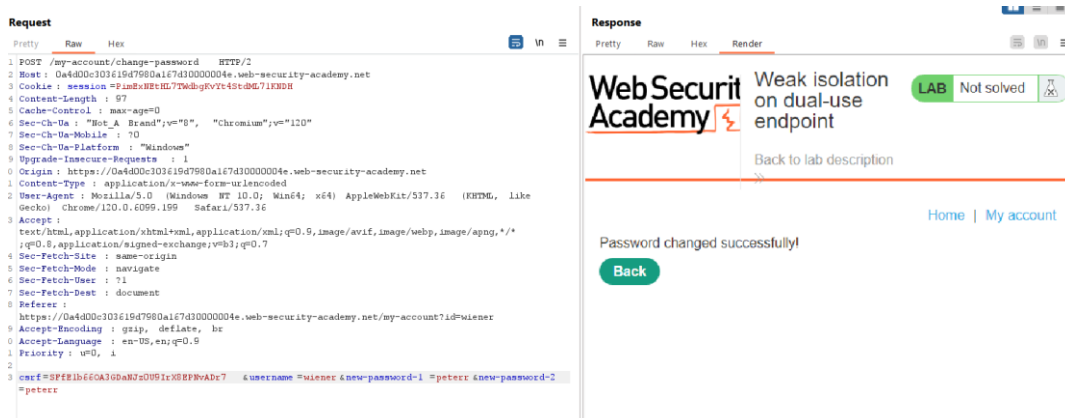 Request
Pretty Raw Hex
\n
1 POST /my-account/change-password HTTP/2
2 Host : 0a4d00c303619d7980a167d30000004e.web-security-academy.net
3 Cookie : session =PimExNEtHL7TWdbgKvYt4StdML71KNDH
4 Content-Length : 97
5 Cache-Control : max-age=0
6 Sec-Ch-Ua : "Not_A Brand";v="8", "Chromium";v="120"
7 Sec-Ch-Ua-Mobile : ?0
8 Sec-Ch-Ua-Platform : "Windows"
9 Upgrade-Insecure-Requests : 1
0 Origin : https://0a4d00c303619d7980a167d30000004e.web-security-academy.net
1 Content-Type : application/x-www-form-urlencoded
2 User-Agent : Mozilla/5.0 (Windows NT 10.0; Win64; x64) AppleWebKit/537.36 (KHTML, like
Gecko) Chrome/120.0.6099.199 Safari/537.36
3 Accept :
text/html,application/xhtml+xml,application/xml;q=0.9,image/avif,image/webp,image/apng,*/*
;q=0.8,application/signed-exchange;v=b3;q=0.7
4 Sec-Fetch-Site : same-origin
5 Sec-Fetch-Mode : navigate
6 Sec-Fetch-User : ?1
7 Sec-Fetch-Dest : document
8 Referer :
https://0a4d00c303619d7980a167d30000004e.web-security-academy.net/my-account?id=wiener
9 Accept-Encoding : gzip, deflate, br
0 Accept-Language : en-US,en;q=0.9
1 Priority : u=0, i
2
3 csrf=SFfE1b66OA3GDaNJzOU9IrX8EPNvADr7 &username =wiener &new-password-1 =peterr &new-password-2
=peterr
Response
Pretty Raw Hex Render
\n
Web Securit
Academy
Weak isolation
on dual-use
endpoint
LAB Not solved
Back to lab description
Home | My account
Password changed successfully!
Back